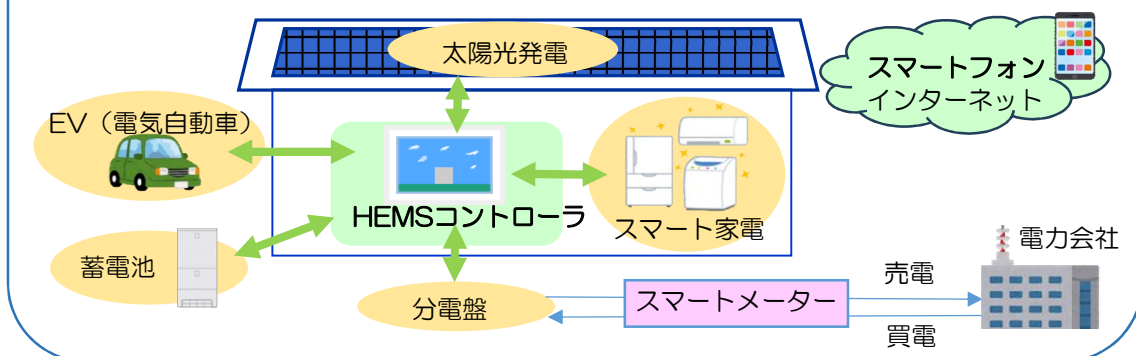 太陽光発電
スマートフォン
インターネット
EV（電気自動車）
HEMSコントローラ
スマート家電
蓄電池
分電盤
スマートメーター
売電
買電
電力会社